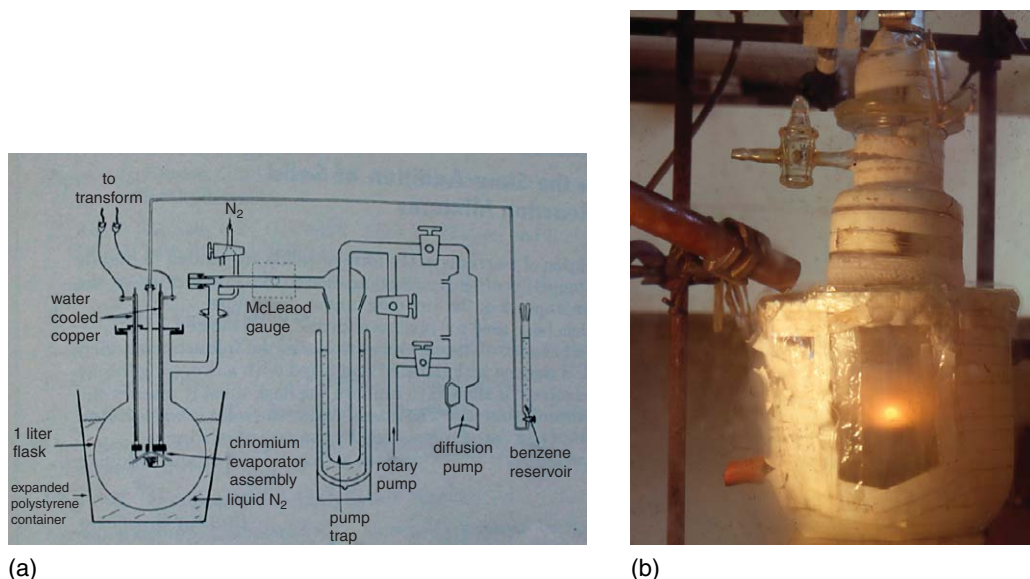 to
transform
N₂
McLeaod
gauge
water
cooled
copper
1 liter
flask
chromium
evaporator
assembly
liquid N₂
expanded
polystyrene
container
pump
trap
rotary
pump
diffusion
pump
benzene
reservoir
(a)
(b)